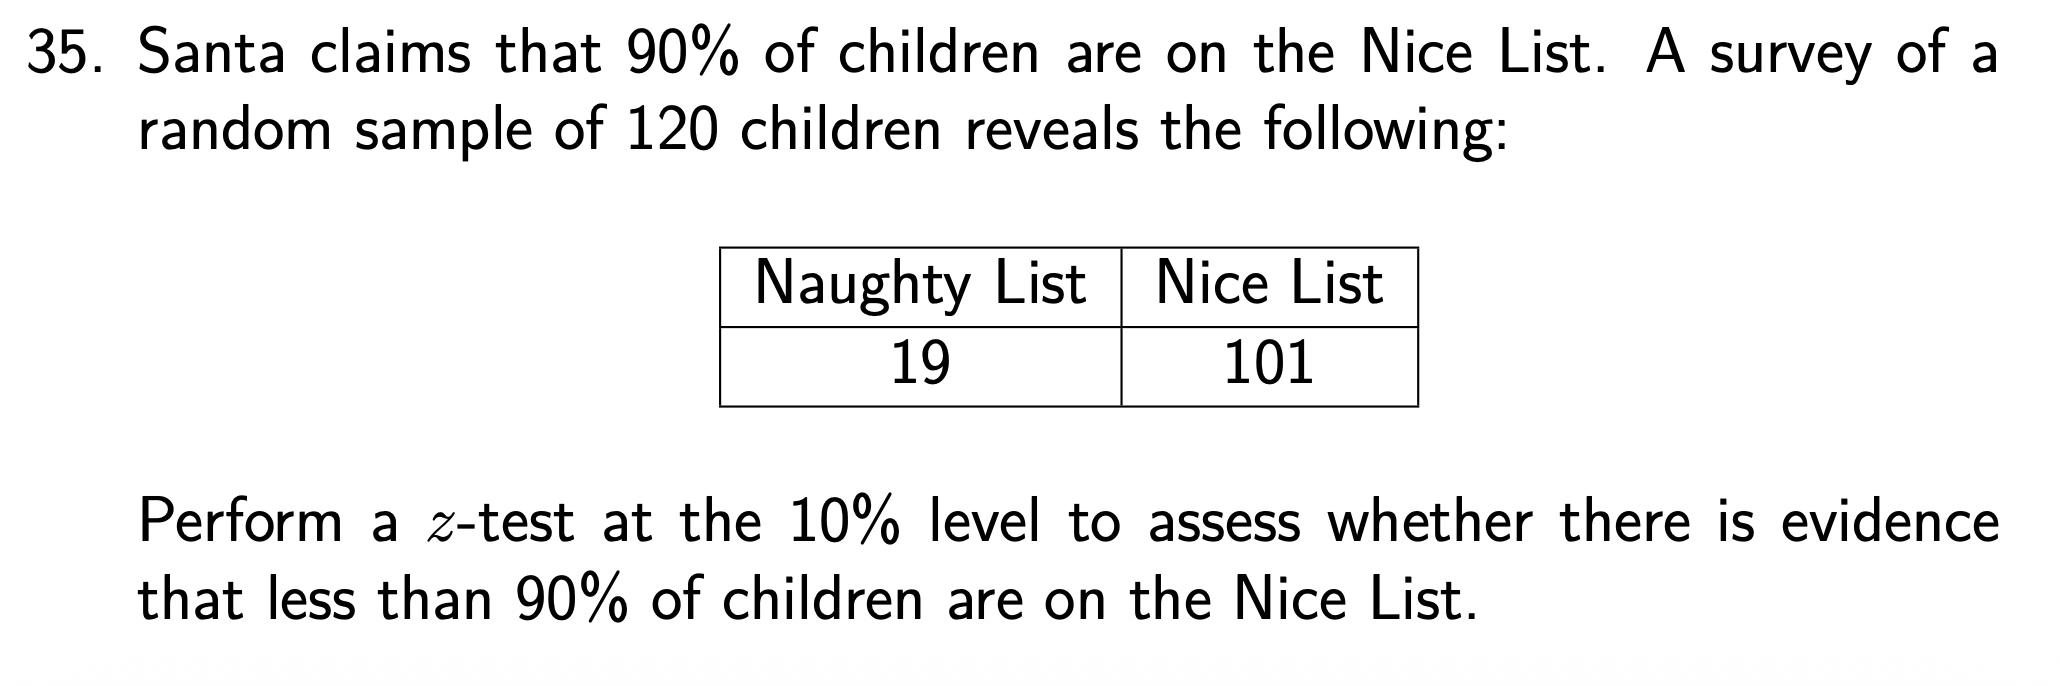 35. Santa claims that 90% of children are on the Nice List. A survey of a
random sample of 120 children reveals the following:
Naughty List Nice List
19 101
Perform a z-test at the 10% level to assess whether there is evidence
that less than 90% of children are on the Nice List.